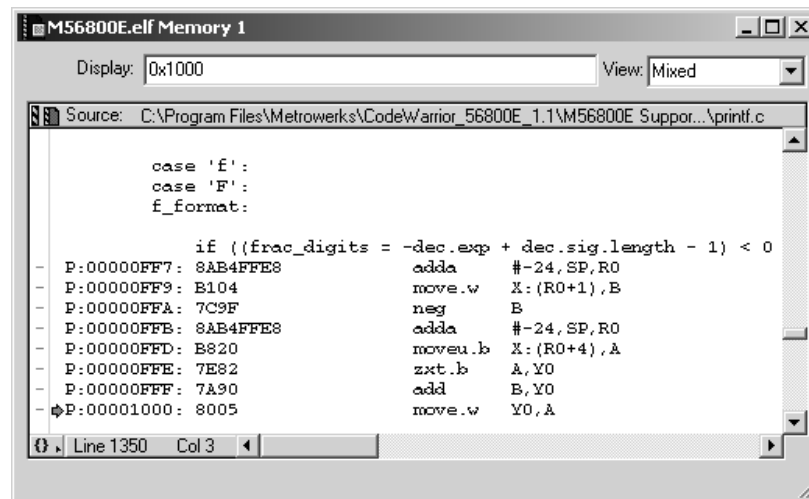 M56800E.elf Memory 1
Display: 0x1000 View: Mixed
Source: C:\Program Files\Metrowerks\CodeWarrior_56800E_1.1\M56800E Suppor...\printf.c
case 'f':
case 'F':
f_format:
if ((frac_digits = -dec.exp + dec.sig.length - 1) < 0
P:00000FF7: 8AB4FFE8 adda #-24,SP,R0
P:00000FF9: B104 move.w X:(R0+1),B
P:00000FFA: 7C9F neg B
P:00000FFB: 8AB4FFE8 adda #-24,SP,R0
P:00000FFD: B820 moveu.b X:(R0+4),A
P:00000FFE: 7E82 zxt.b A,Y0
P:00000FFF: 7A90 add B,Y0
P:00001000: 8005 move.w Y0,A
Line 1350 Col 3